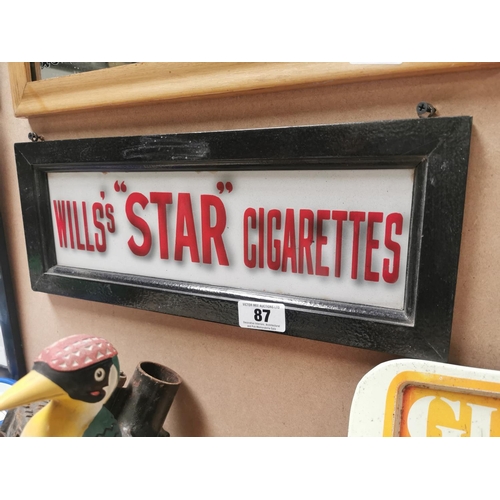 WILLS's "STAR" CIGARETTES
87